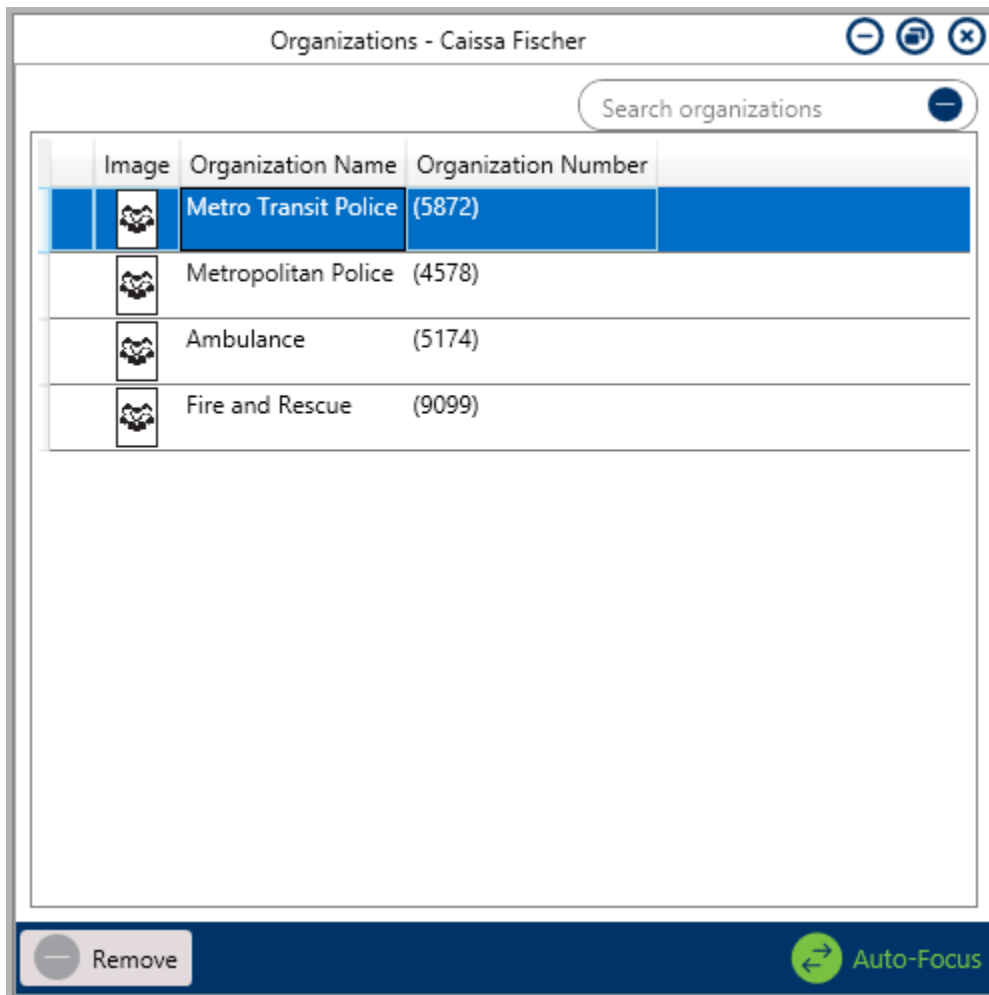 Organizations - Caissa Fischer
Search organizations
Image Organization Name Organization Number
Metro Transit Police (5872)
Metropolitan Police (4578)
Ambulance (5174)
Fire and Rescue (9099)
Remove Auto-Focus